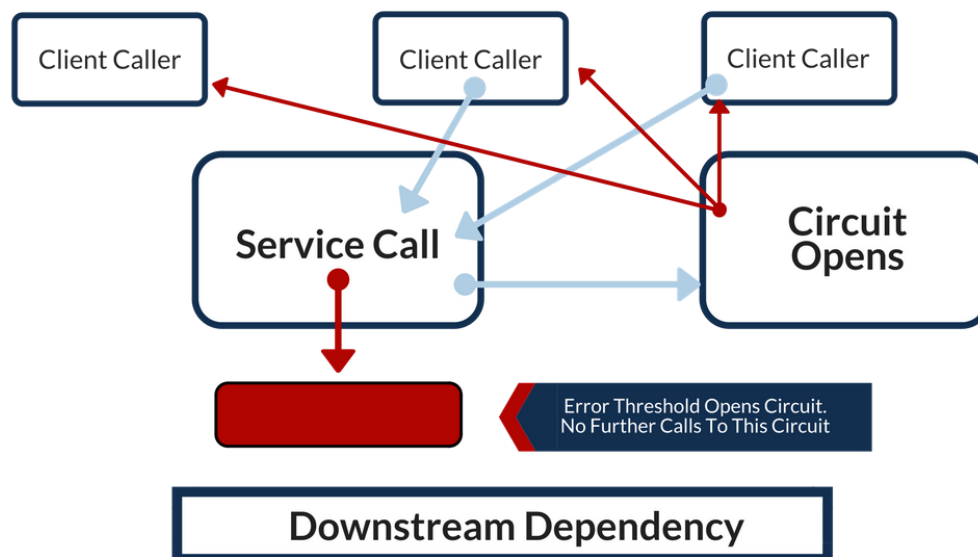 Client Caller
Client Caller
Client Caller
Service Call
Circuit
Opens
Error Threshold Opens Circuit.
No Further Calls To This Circuit
Downstream Dependency